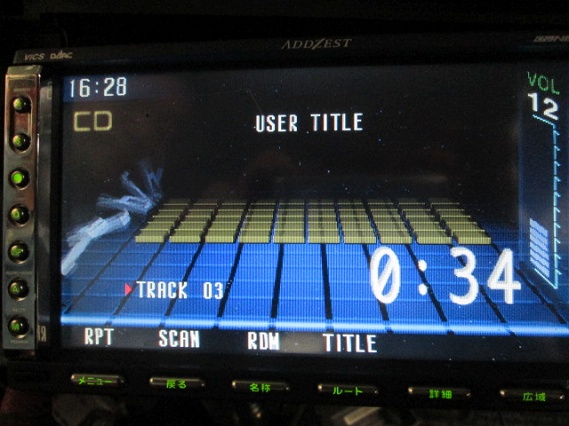 ADDZEST
VICS
16:28
VOL
12
CD
USER TITLE
0:34
TRACK 03
RPT SCAN RDM TITLE
メニュー 戻る 名称 ルート 詳細 広域